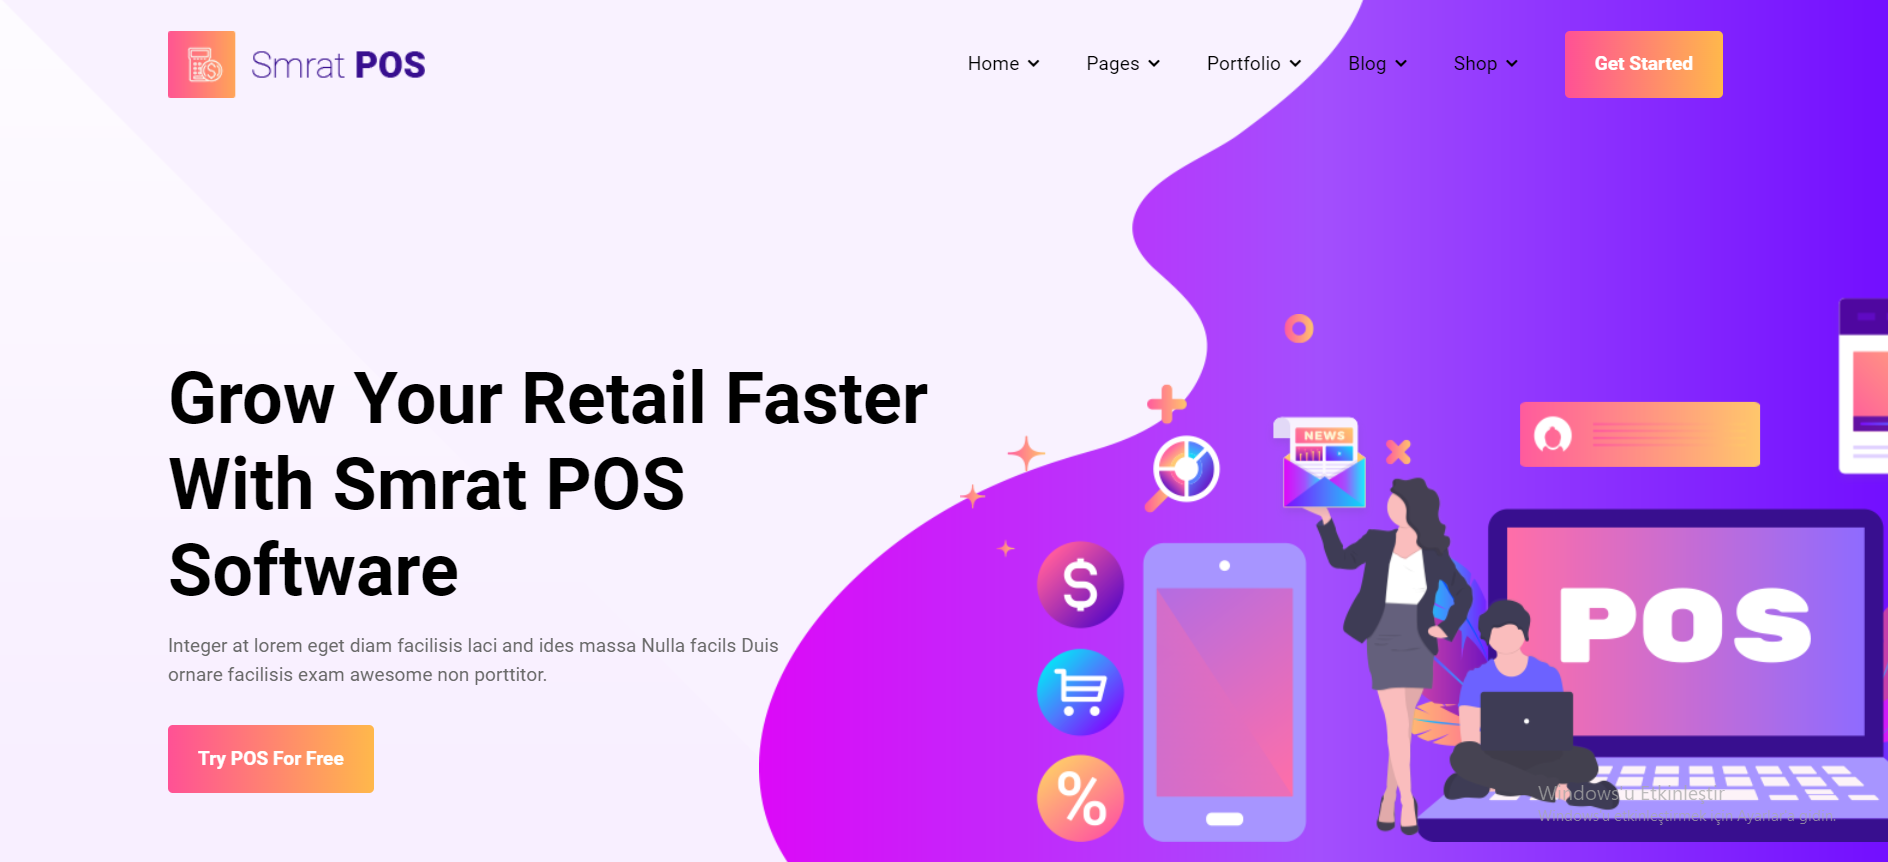 Smrat POS
Home
Pages
Portfolio
Blog
Shop
Get Started
Grow Your Retail Faster
With Smrat POS
Software
Integer at lorem eget diam facilisis laci and ides massa Nulla facils Duis
ornare facilisis exam awesome non porttitor.
Try POS For Free
NEWS
$
%
POS
Windows'u Etkinleştir
Windows'u etkinleştirmek için Ayarlar'a gidin.